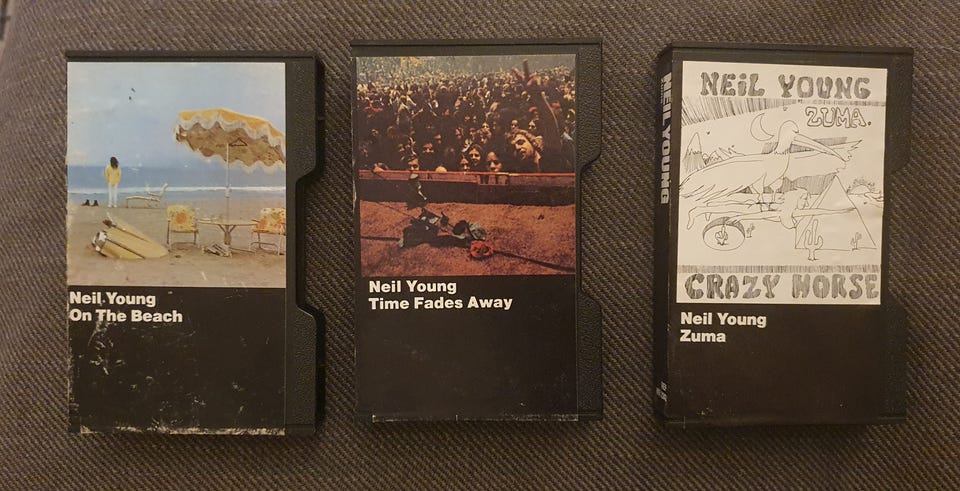 Neil Young
On The Beach
Neil Young
Time Fades Away
NEIL YOUNG
NEIL YOUNG
ZUMA.
CRAZY HORSE
Neil Young
Zuma